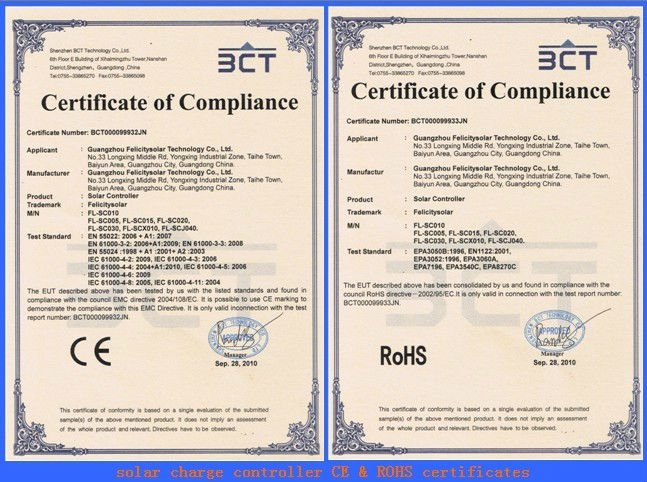 Shenzhen BCT Technology Co.,Ltd.
6th Floor E Building of Xihaimingzhu Tower,Nanshan
District,Shengzhen, Guangdong ,China
Tel:0755-33865270 Fax:0755-33865098
BCT
Certificate of Compliance
Certificate Number: BCT000099932JN
Applicant : Guangzhou Felicitysolar Technology Co., Ltd.
No.33 Longxing Middle Rd, Yongxing Industrial Zone, Taihe Town,
Baiyun Area, Guangzhou City, Guangdong China.
Manufacturer : Guangzhou Felicitysolar Technology Co., Ltd.
No.33 Longxing Middle Rd, Yongxing Industrial Zone, Taihe Town,
Baiyun Area, Guangzhou City, Guangdong China.
Product : Solar Controller
Trademark : Felicitysolar
M/N : FL-SC010
FL-SC005, FL-SC015, FL-SC020,
FL-SC030, FL-SCX010, FL-SCJ040.
Test Standard : EN 55022: 2006 + A1: 2007
EN 61000-3-2: 2006+A1:2009; EN 61000-3-3: 2008
EN 55024 :1998 + A1 :2001+ A2 :2003
IEC 61000-4-2: 2009, IEC 61000-4-3: 2006
IEC 61000-4-4: 2004+A1:2010, IEC 61000-4-5: 2006
IEC 61000-4-6: 2009
IEC 61000-4-8: 2005, IEC 61000-4-11: 2004
The EUT described above has been tested by us with the listed standards and found in
compliance with the council EMC directive 2004/108/EC. It is possible to use CE marking to
demonstrate the compliance with this EMC Directive. It is only valid inconnection with the test
report number: BCT000099932JN.
CE
APPROVED
Manager
Sep. 28, 2010
This certificate of conformity is based on a single evaluation of the submitted
sample(s) of the above mentioned product. It does not imply an assessment
of the whole product and relevant. Directives have to be observed.
Shenzhen BCT Technology Co.,Ltd.
6th Floor E Building of Xihaimingzhu Tower,Nanshan
District,Shengzhen, Guangdong ,China
Tel:0755-33865270 Fax:0755-33865098
BCT
Certificate of Compliance
Certificate Number: BCT000099933JN
Applicant : Guangzhou Felicitysolar Technology Co., Ltd.
No.33 Longxing Middle Rd, Yongxing Industrial Zone, Taihe Town,
Baiyun Area, Guangzhou City, Guangdong China.
Manufactur : Guangzhou Felicitysolar Technology Co., Ltd.
No.33 Longxing Middle Rd, Yongxing Industrial Zone, Taihe Town,
Baiyun Area, Guangzhou City, Guangdong China.
Product : Solar Controller
Trademark : Felicitysolar
M/N : FL-SC010
FL-SC005, FL-SC015, FL-SC020,
FL-SC030, FL-SCX010, FL-SCJ040.
Test Standard : EPA3050B:1996, EN1122:2001,
EPA3052:1996, EPA3060A,
EPA7196, EPA3540C, EPA8270C
The EUT described above has been consolidated by us and found in compliance with the
council RoHS directive – 2002/95/EC.It is only valid in connection with the test report number:
BCT000099933JN.
RoHS
APPROVED
Manager
Sep. 28, 2010
This certificate of conformity is based on a single evaluation of the submitted
sample(s) of the above mentioned product. It does not imply an assessment
of the whole product and relevant. Directives have to be observed.
solar charge controller CE & ROHS certificates